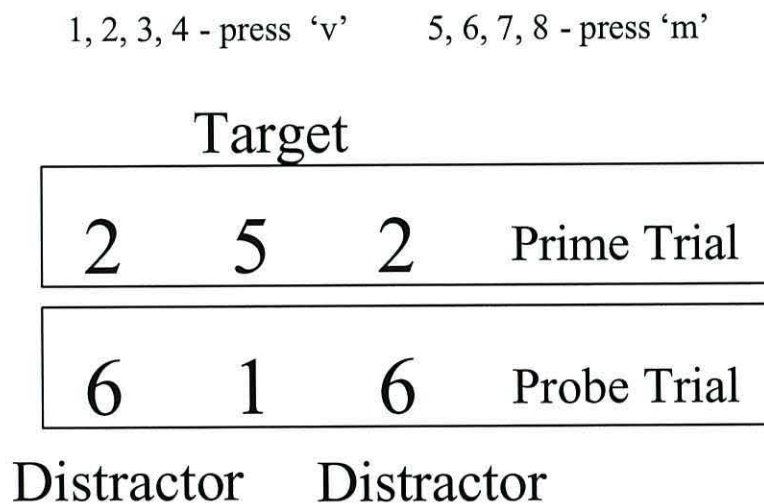 1, 2, 3, 4 - press ‘v’ 5, 6, 7, 8 - press ‘m’
Target
2 5 2 Prime Trial
6 1 6 Probe Trial
Distractor Distractor